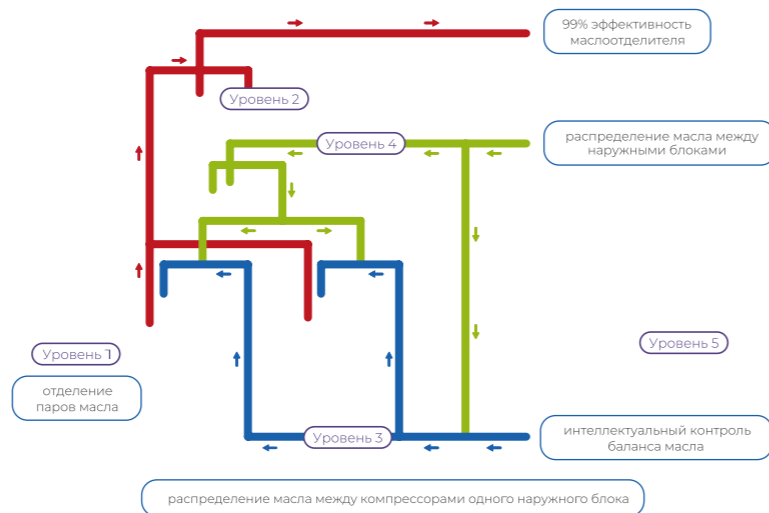 99% эффективность
маслоотделителя
Уровень 2
Уровень 4
распределение масла между
наружными блоками
Уровень 1
отделение
паров масла
Уровень 5
Уровень 3
интеллектуальный контроль
баланса масла
распределение масла между компрессорами одного наружного блока